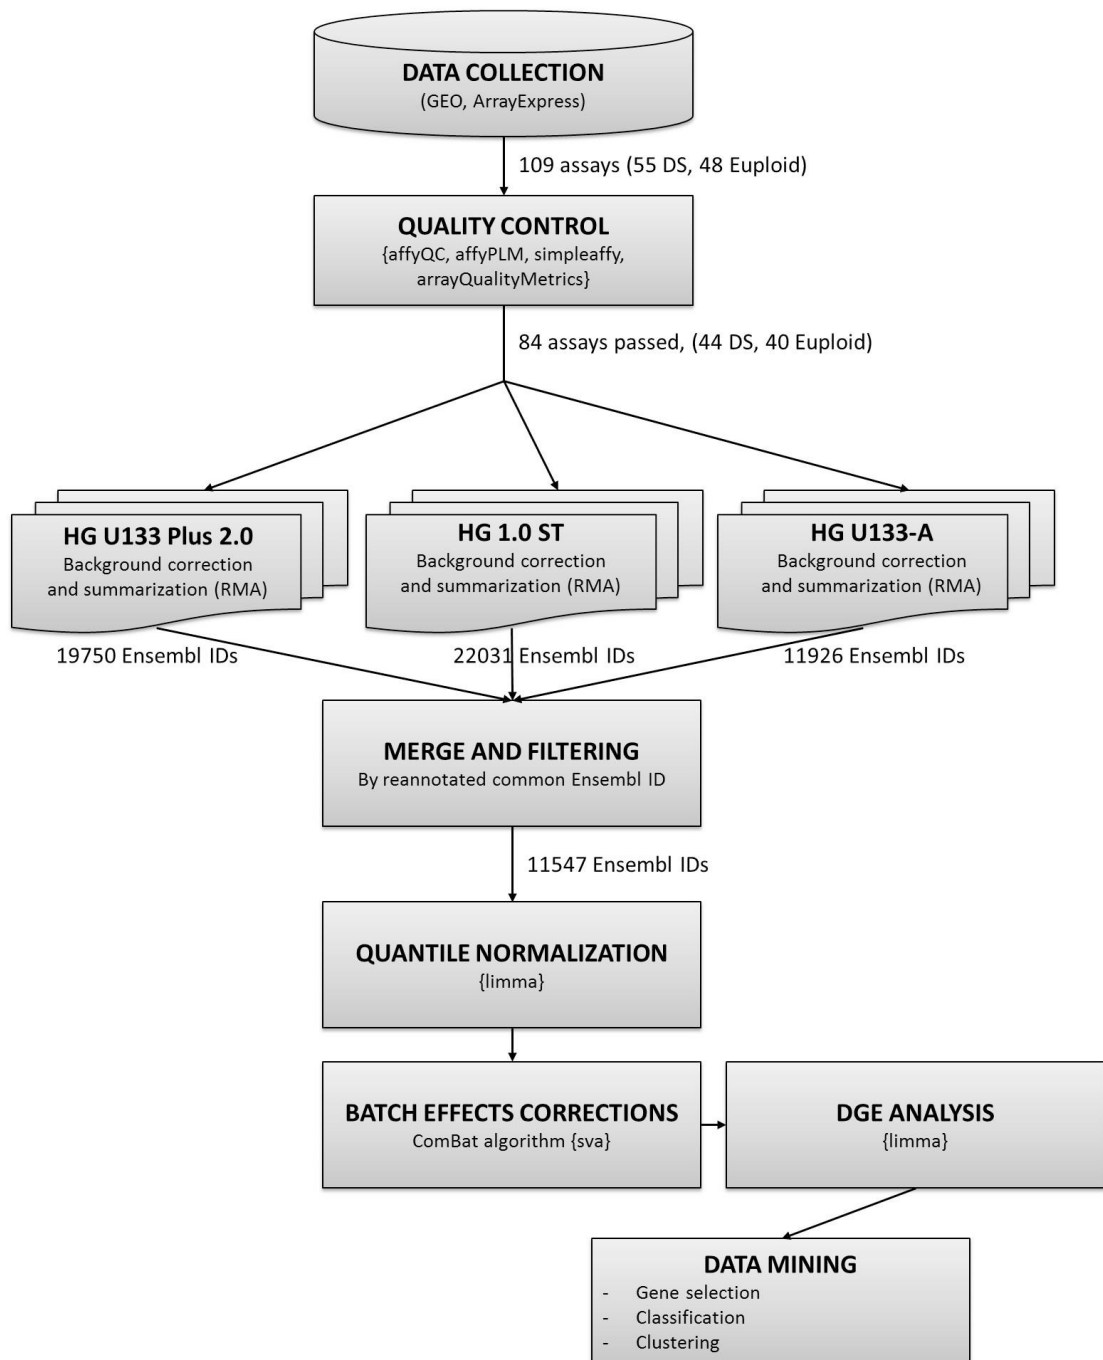 DATA COLLECTION
(GEO, ArrayExpress)
109 assays (55 DS, 48 Euploid)
QUALITY CONTROL
{affyQC, affyPLM, simpleaffy,
arrayQualityMetrics}
84 assays passed, (44 DS, 40 Euploid)
HG U133 Plus 2.0
Background correction
and summarization (RMA)
HG 1.0 ST
Background correction
and summarization (RMA)
HG U133-A
Background correction
and summarization (RMA)
19750 Ensembl IDs
22031 Ensembl IDs
11926 Ensembl IDs
MERGE AND FILTERING
By reannotated common Ensembl ID
11547 Ensembl IDs
QUANTILE NORMALIZATION
{limma}
BATCH EFFECTS CORRECTIONS
ComBat algorithm {sva}
DGE ANALYSIS
{limma}
DATA MINING
- Gene selection
- Classification
- Clustering